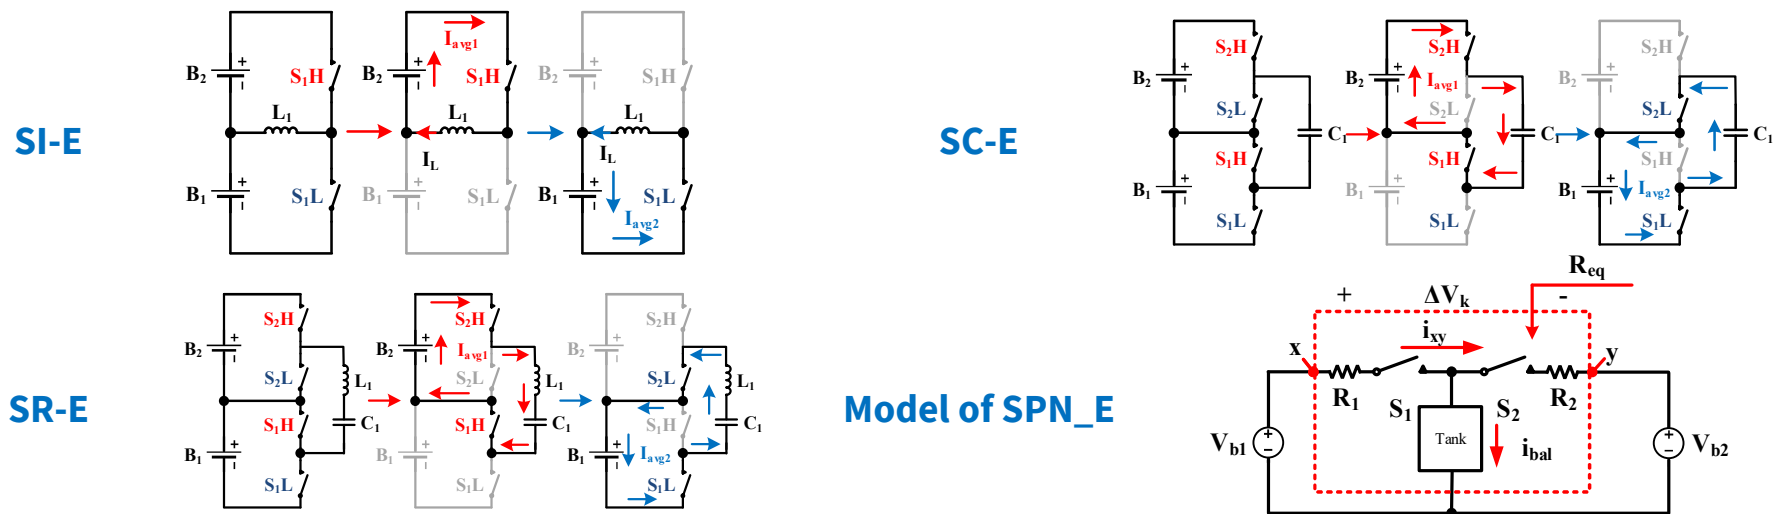 SI-E
B₂ S₁H L₁ B₁ S₁L
Iavg1 B₂ S₁H L₁ IL B₁ S₁L
B₂ S₁H L₁ IL B₁ S₁L Iavg2
SC-E
S₂H B₂ S₂L C₁ S₁H B₁ S₁L
S₂H B₂ Iavg1 S₂L C₁ S₁H B₁ S₁L
S₂H B₂ S₂L C₁ S₁H B₁ Iavg2 S₁L
SR-E
S₂H B₂ S₂L L₁ S₁H C₁ B₁ S₁L
S₂H B₂ Iavg1 S₂L L₁ S₁H C₁ B₁ S₁L
S₂H B₂ S₂L L₁ S₁H C₁ B₁ Iavg2 S₁L
Model of SPN_E
Req
+ ΔVk -
ixy
x y
R₁ S₁ S₂ R₂
Vb1 Tank ibal Vb2